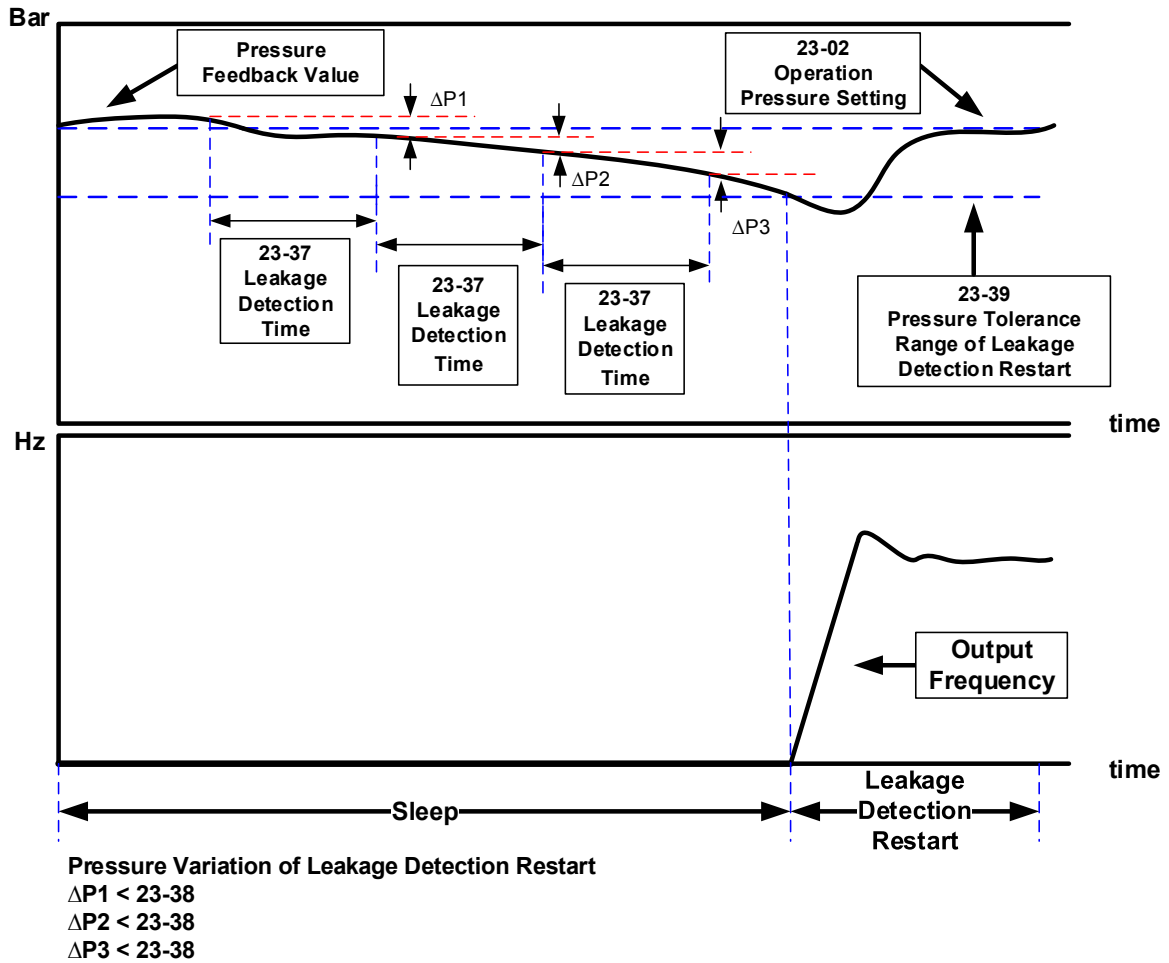 Bar
Pressure
Feedback Value
ΔP1
23-02
Operation
Pressure Setting
ΔP2
ΔP3
23-37
Leakage
Detection
Time
23-37
Leakage
Detection
Time
23-37
Leakage
Detection
Time
23-39
Pressure Tolerance
Range of Leakage
Detection Restart
time
Hz
Output
Frequency
time
Sleep
Leakage
Detection
Restart
Pressure Variation of Leakage Detection Restart
ΔP1 < 23-38
ΔP2 < 23-38
ΔP3 < 23-38